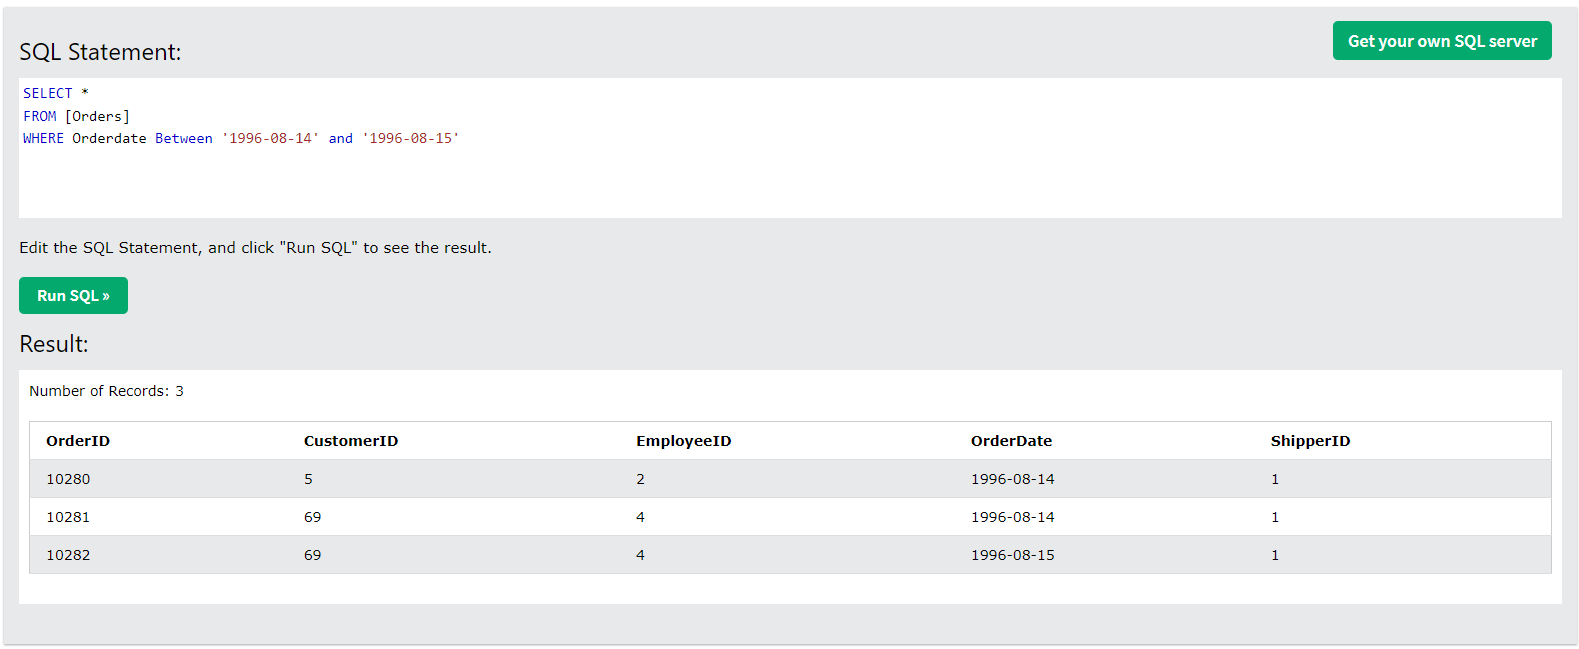 Get your own SQL server
SQL Statement:
SELECT *
FROM [Orders]
WHERE Orderdate Between '1996-08-14' and '1996-08-15'
Edit the SQL Statement, and click "Run SQL" to see the result.
Run SQL »
Result:
Number of Records: 3
OrderID CustomerID EmployeeID OrderDate ShipperID
10280 5 2 1996-08-14 1
10281 69 4 1996-08-14 1
10282 69 4 1996-08-15 1